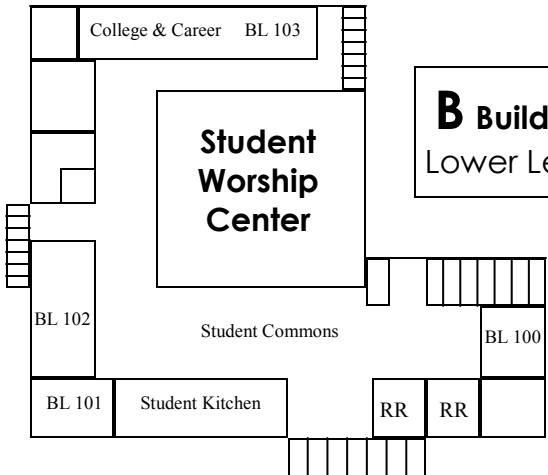 College & Career BL 103
Student
Worship
Center
B Build
Lower Le
BL 102
Student Commons
BL 100
BL 101
Student Kitchen
RR
RR